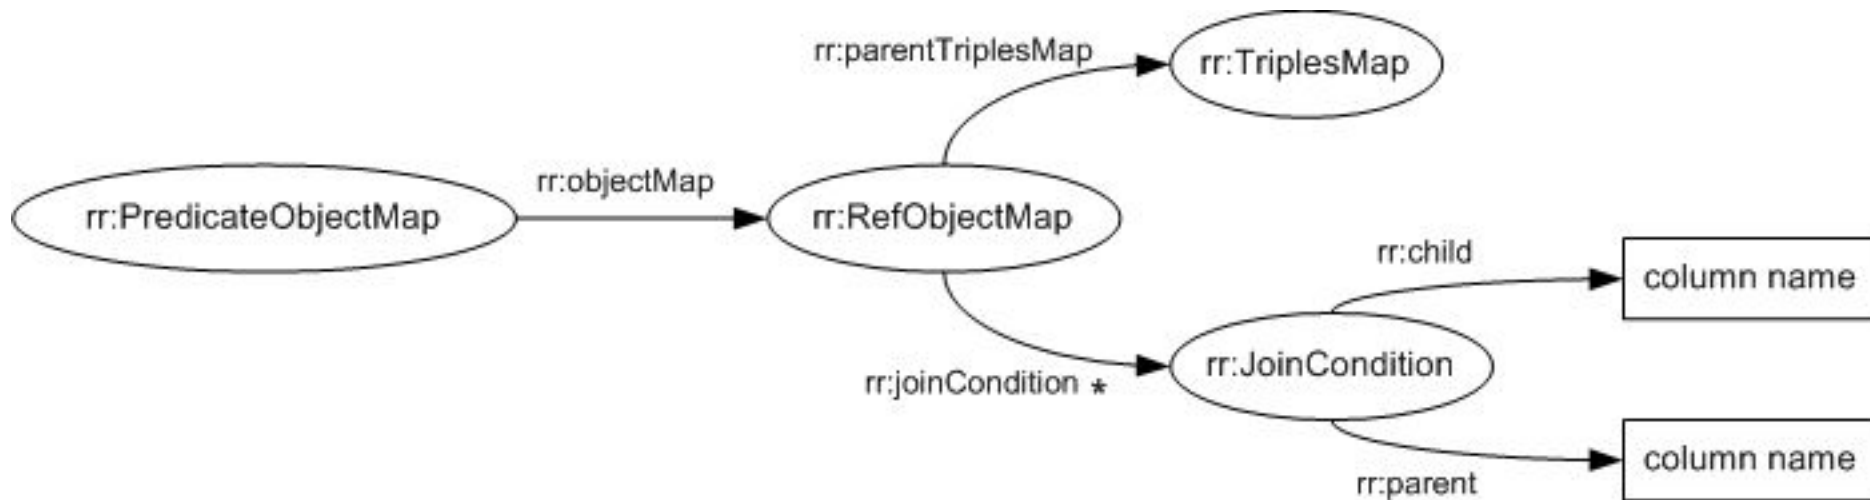 rr:parentTriplesMap
rr:TriplesMap
rr:objectMap
rr:PredicateObjectMap
rr:RefObjectMap
rr:child
column name
rr:joinCondition *
rr:JoinCondition
column name
rr:parent